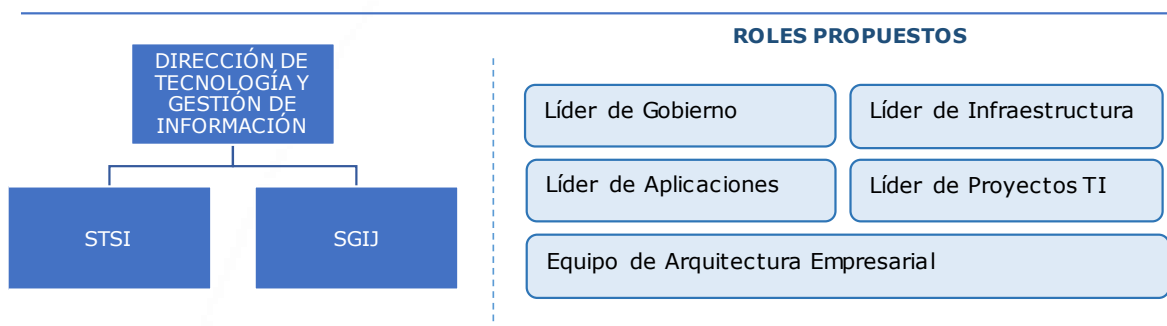 DIRECCIÓN DE
TECNOLOGÍA Y
GESTIÓN DE
INFORMACIÓN
STSI
SGIJ
ROLES PROPUESTOS
Líder de Gobierno
Líder de Infraestructura
Líder de Aplicaciones
Líder de Proyectos TI
Equipo de Arquitectura Empresarial